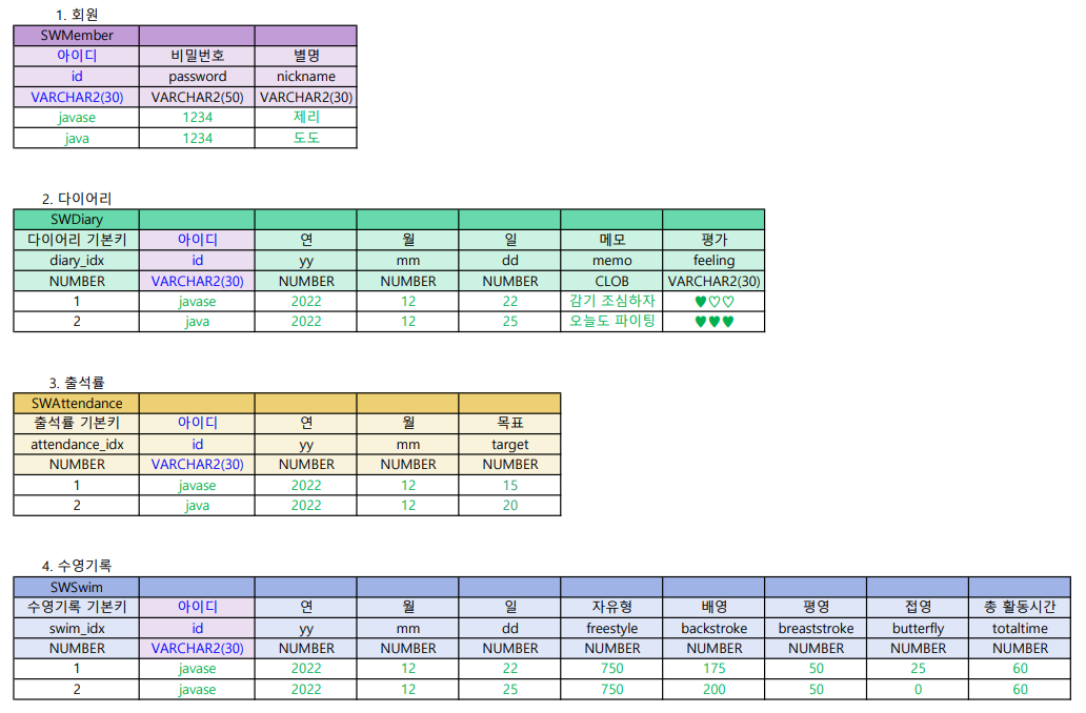 1. 회원
SWMember
아이디 비밀번호 별명
id password nickname
VARCHAR2(30) VARCHAR2(50) VARCHAR2(30)
javase 1234 제리
java 1234 도도
2. 다이어리
SWDiary
다이어리 기본키 아이디 연 월 일 메모 평가
diary_idx id yy mm dd memo feeling
NUMBER VARCHAR2(30) NUMBER NUMBER NUMBER CLOB VARCHAR2(30)
1 javase 2022 12 22 감기 조심하자 ♥♡♡
2 java 2022 12 25 오늘도 파이팅 ♥♥♥
3. 출석률
SWAttendance
출석률 기본키 아이디 연 월 목표
attendance_idx id yy mm target
NUMBER VARCHAR2(30) NUMBER NUMBER NUMBER
1 javase 2022 12 15
2 java 2022 12 20
4. 수영기록
SWSwim
수영기록 기본키 아이디 연 월 일 자유형 배영 평영 접영 총 활동시간
swim_idx id yy mm dd freestyle backstroke breaststroke butterfly totaltime
NUMBER VARCHAR2(30) NUMBER NUMBER NUMBER NUMBER NUMBER NUMBER NUMBER NUMBER
1 javase 2022 12 22 750 175 50 25 60
2 javase 2022 12 25 750 200 50 0 60